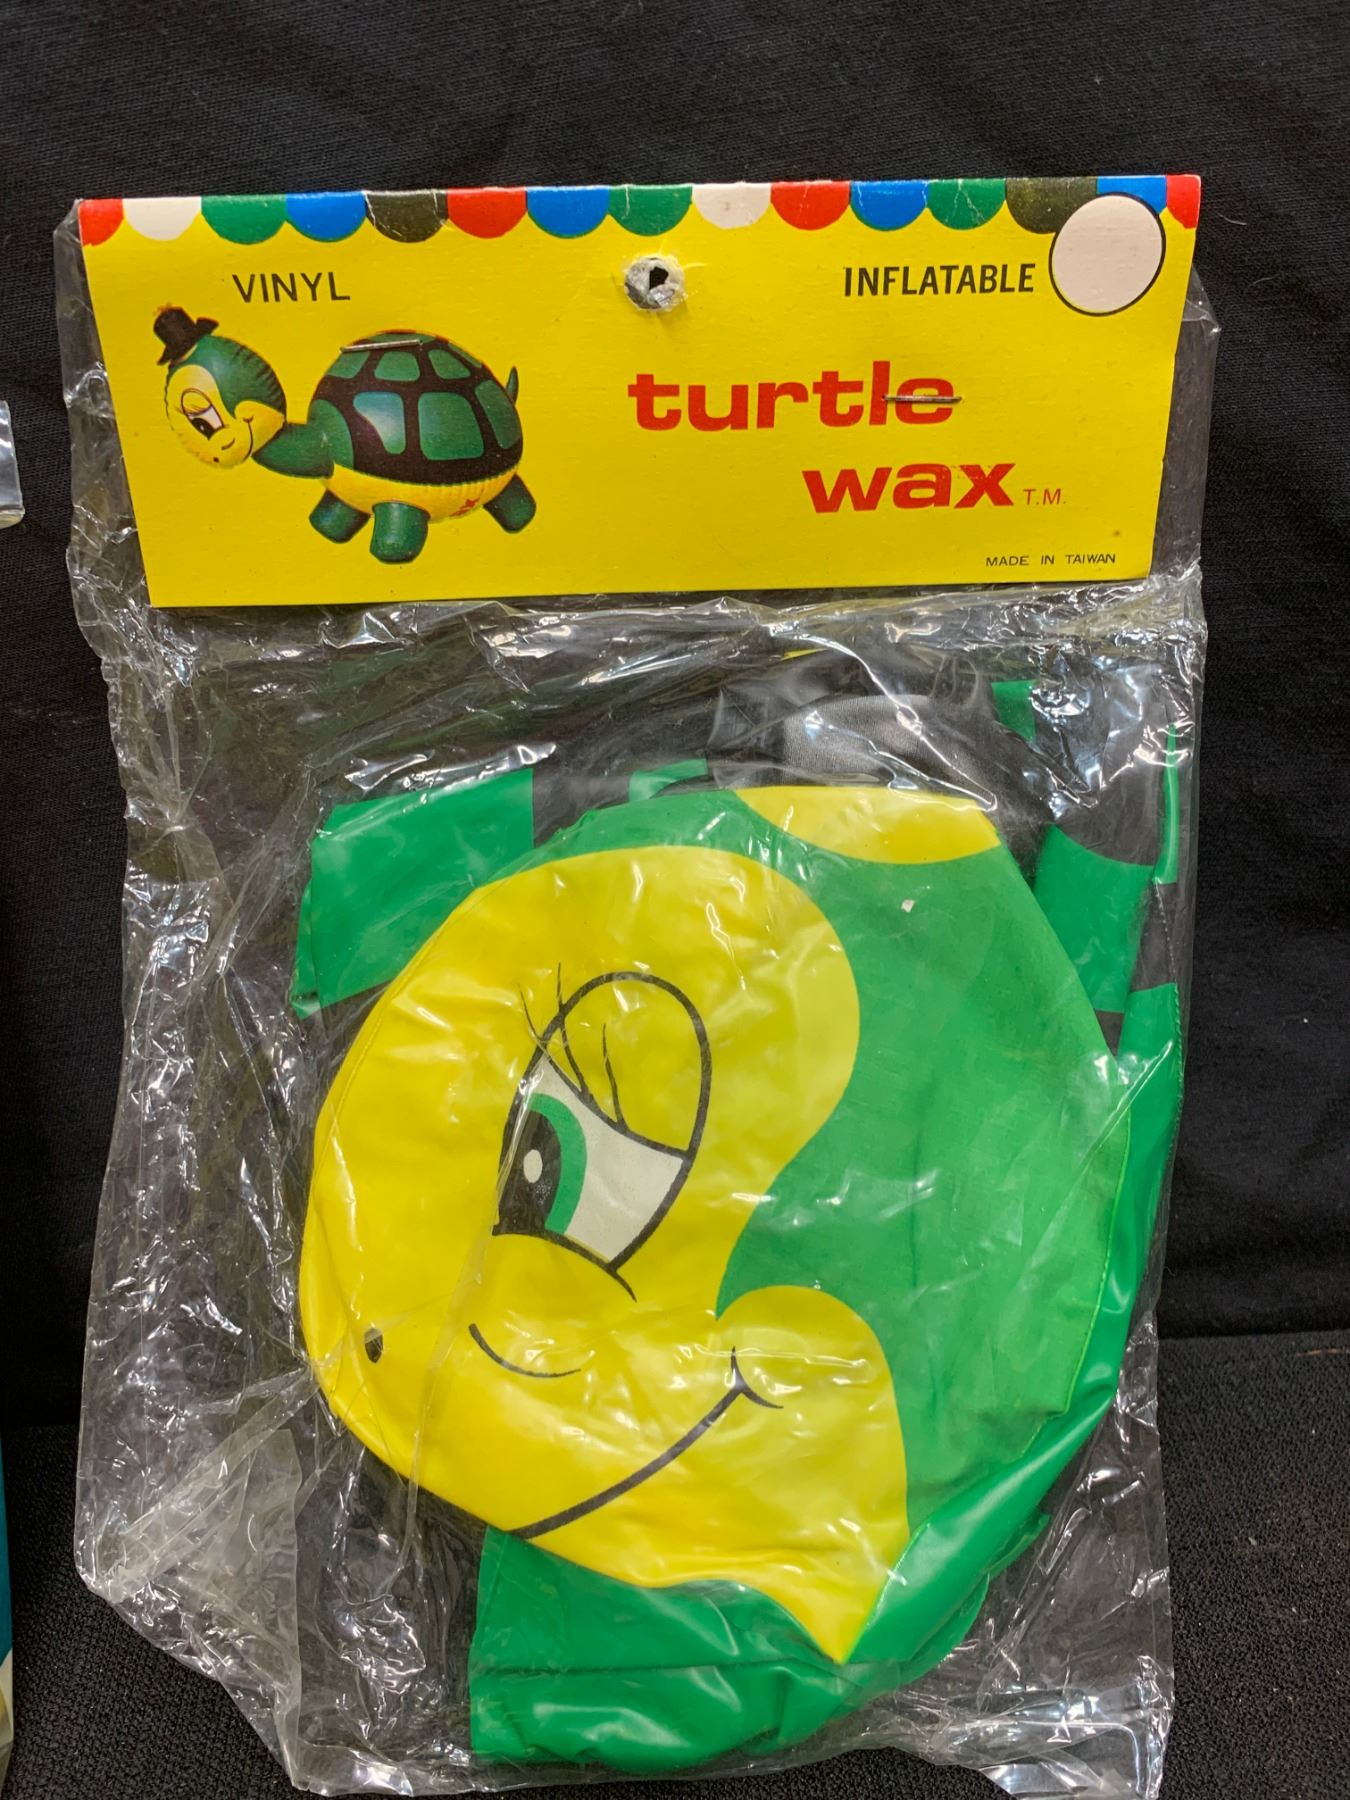 VINYL
INFLATABLE
turtle
wax T.M.
MADE IN TAIWAN